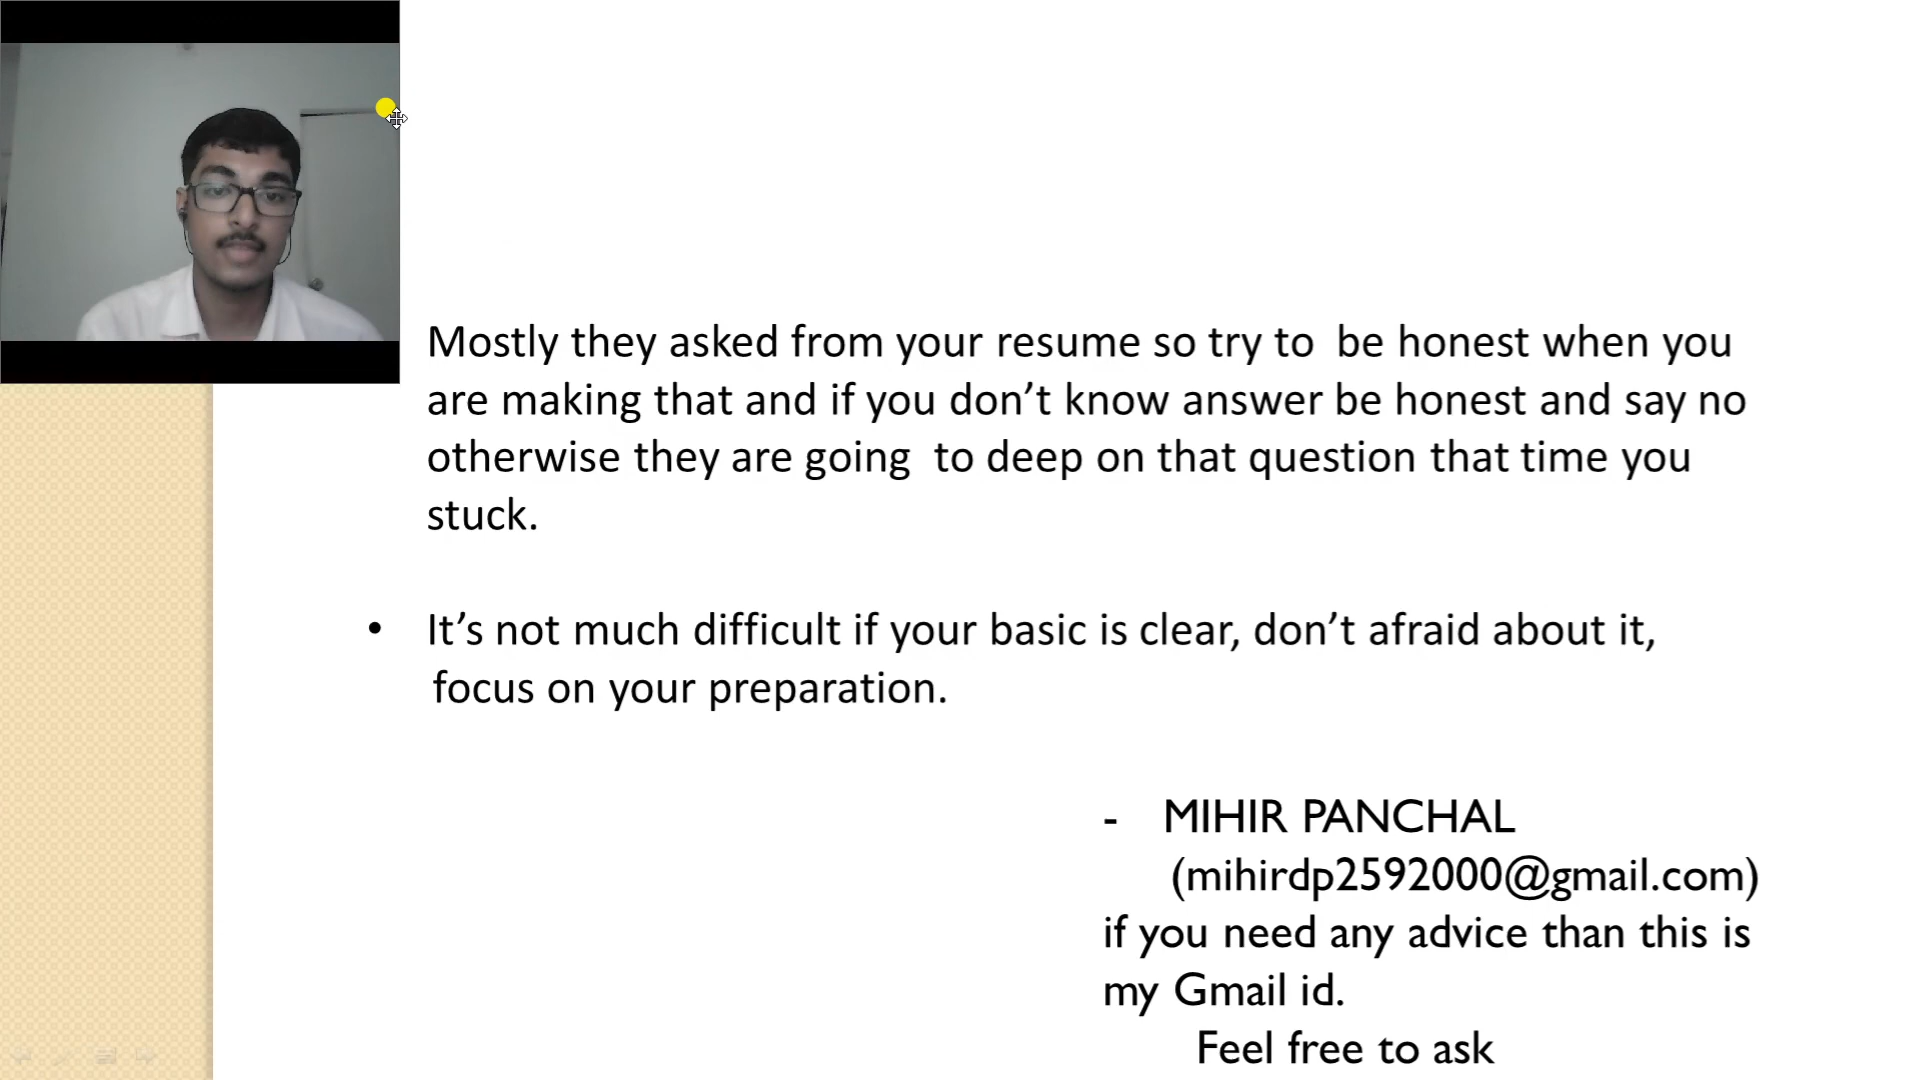 Mostly they asked from your resume so try to  be honest when you
are making that and if you don’t know answer be honest and say no
otherwise they are going  to deep on that question that time you
stuck.
• It’s not much difficult if your basic is clear, don’t afraid about it,
focus on your preparation.
- MIHIR PANCHAL
(mihirdp2592000@gmail.com)
if you need any advice than this is
my Gmail id.
Feel free to ask